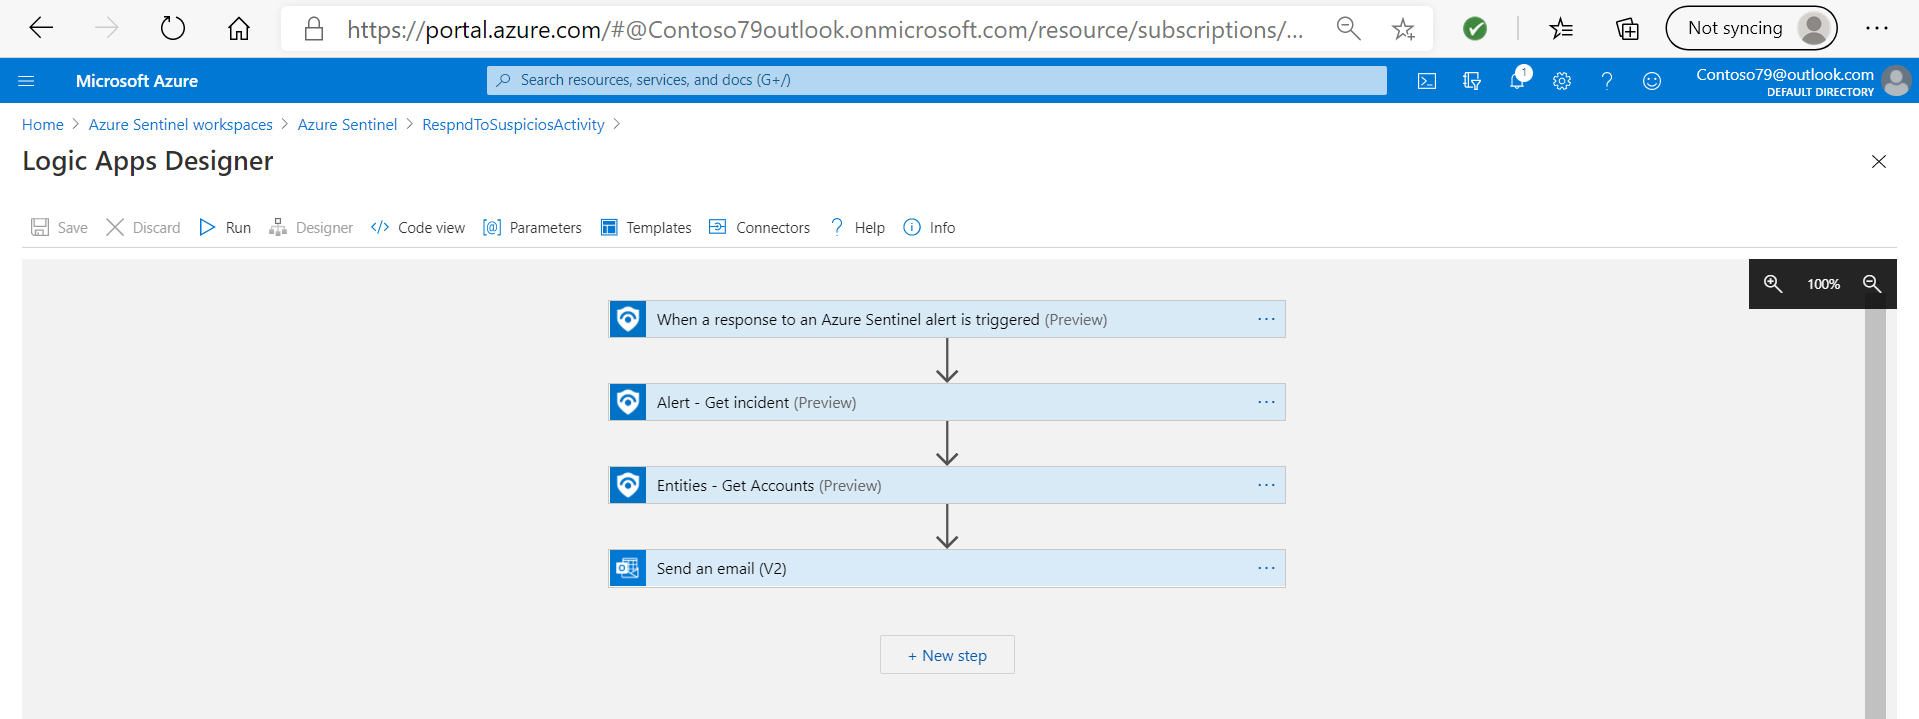 https://portal.azure.com/#@Contoso79outlook.onmicrosoft.com/resource/subscriptions/...
Not syncing
Microsoft Azure
Search resources, services, and docs (G+/)
1
Contoso79@outlook.com
DEFAULT DIRECTORY
Home > Azure Sentinel workspaces > Azure Sentinel > RespndToSuspiciosActivity >
Logic Apps Designer
Save Discard Run Designer </> Code view [@] Parameters Templates Connectors ? Help Info
100%
When a response to an Azure Sentinel alert is triggered (Preview)
Alert - Get incident (Preview)
Entities - Get Accounts (Preview)
Send an email (V2)
+ New step